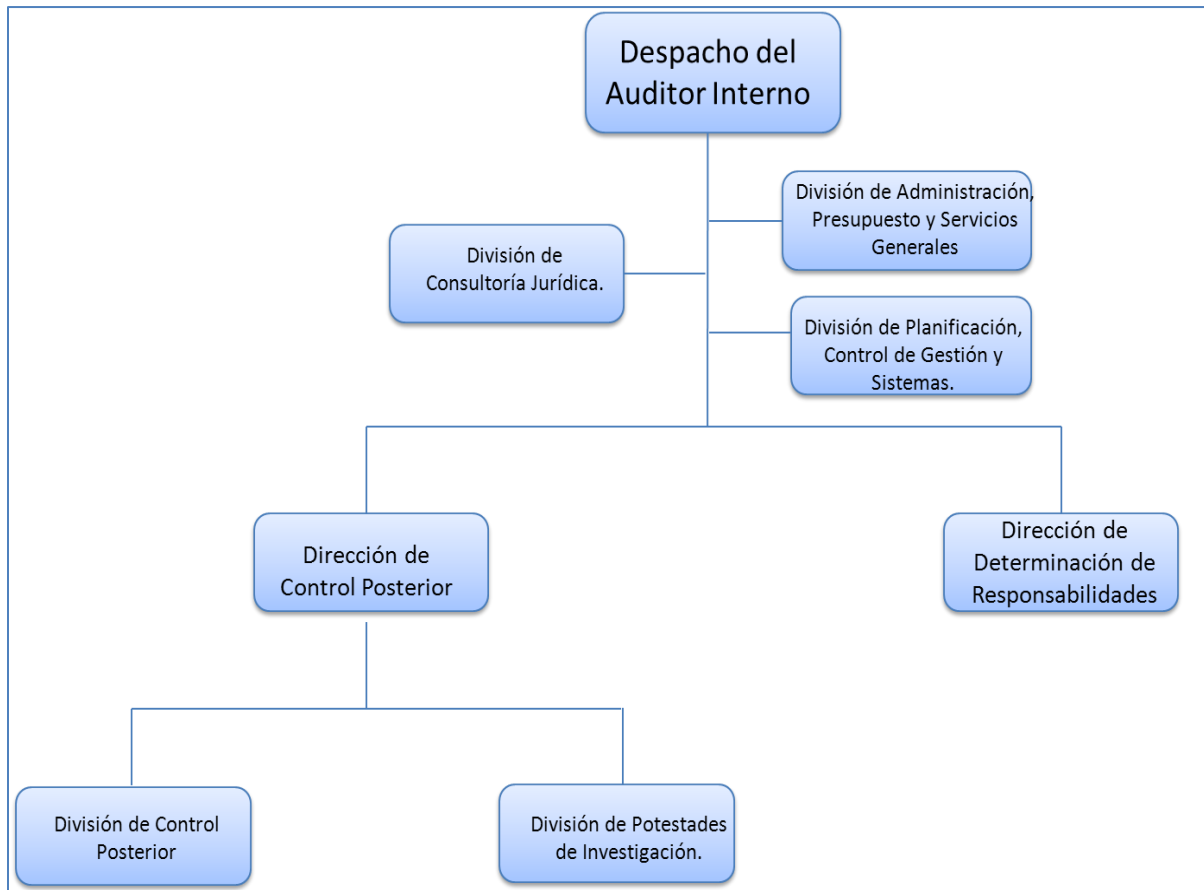 Despacho del
Auditor Interno
División de Administración,
Presupuesto y Servicios
Generales
División de
Consultoría Jurídica.
División de Planificación,
Control de Gestión y
Sistemas.
Dirección de
Control Posterior
Dirección de
Determinación de
Responsabilidades
División de Control
Posterior
División de Potestades
de Investigación.